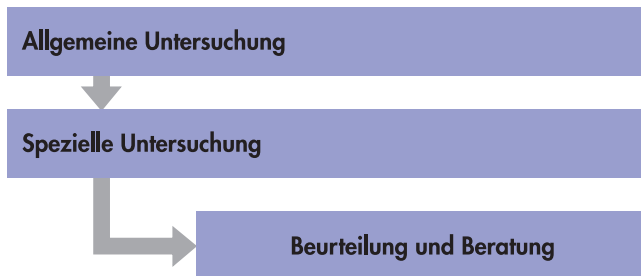 Allgemeine Untersuchung
Spezielle Untersuchung
Beurteilung und Beratung